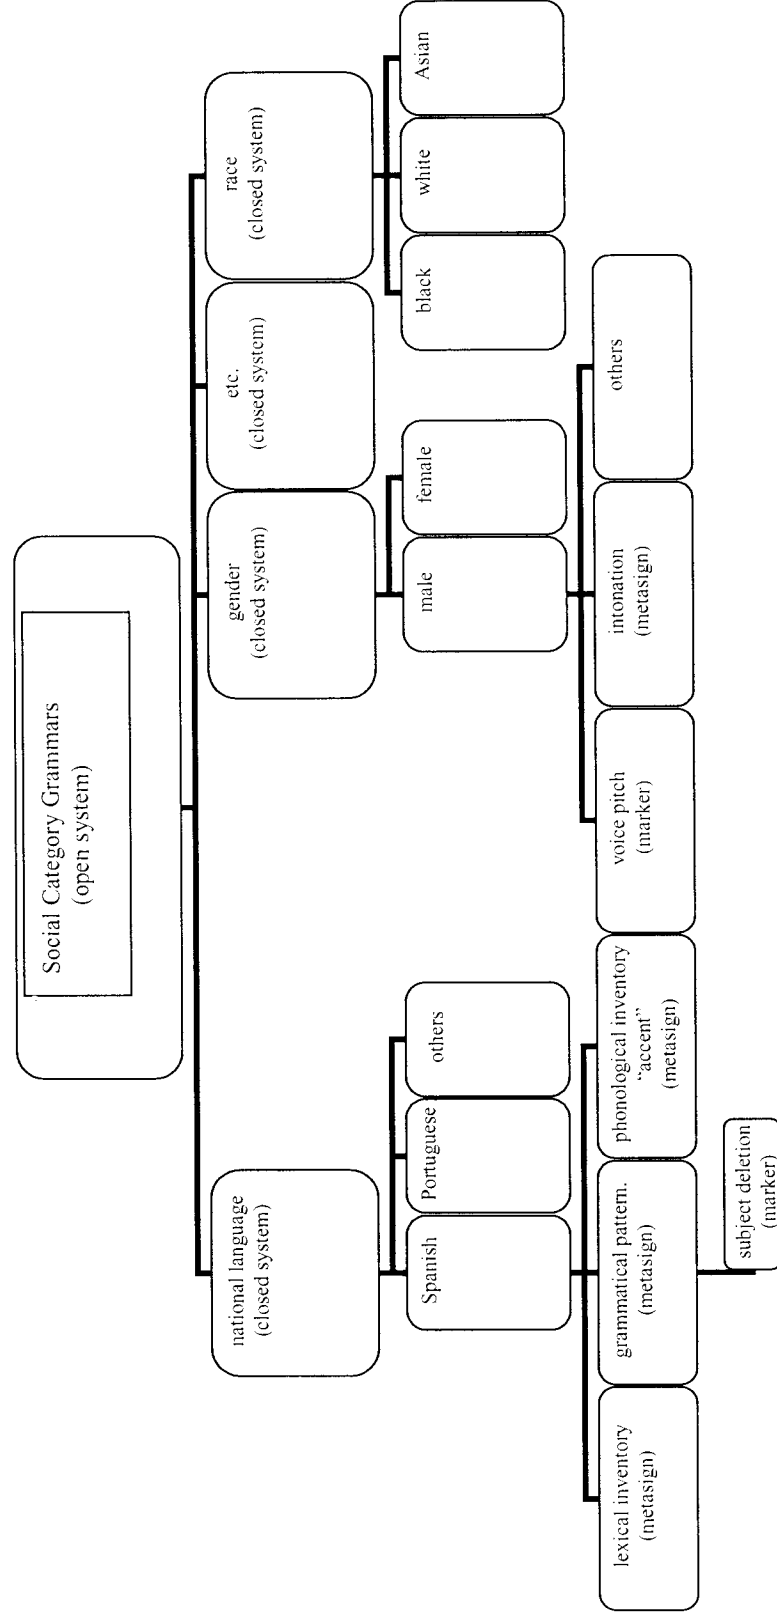 Social Category Grammars
(open system)
national language
(closed system)
gender
(closed system)
etc.
(closed system)
race
(closed system)
Spanish
Portuguese
others
male
female
black
white
Asian
lexical inventory
(metasign)
grammatical pattern.
(metasign)
phonological inventory
“accent”
(metasign)
voice pitch
(marker)
intonation
(metasign)
others
subject deletion
(marker)